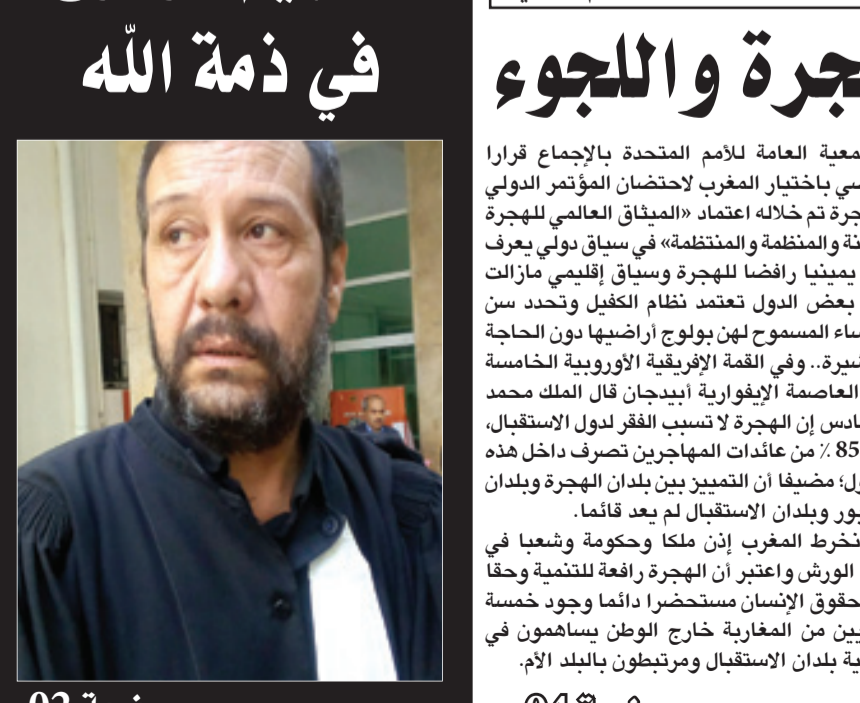 في ذمة الله
جرة واللجوء
معية العامة للأمم المتحدة بالإجماع قرارا
سي باختيار المغرب لاحتضان المؤتمر الدولي
جرة تم خلاله اعتماد «الميثاق العالمي للهجرة
نة والمنظمة والمنتظمة» في سياق دولي يعرف
يمينيا رافضا للهجرة وسياق إقليمي مازالت
بعض الدول تعتمد نظام الكفيل وتحدد سن
ساء المسموح لهن بولوج أراضيها دون الحاجة
شيرة.. وفي القمة الإفريقية الأوروبية الخامسة
العاصمة الإيفوارية أبيدجان قال الملك محمد
ادس إن الهجرة لا تسبب الفقر لدول الاستقبال،
85 ٪ من عائدات المهاجرين تصرف داخل هذه
ول؛ مضيفا أن التمييز بين بلدان الهجرة وبلدان
بور وبلدان الاستقبال لم يعد قائما.
نخرط المغرب إذن ملكا وحكومة وشعبا في
الورش واعتبر أن الهجرة رافعة للتنمية وحقا
حقوق الإنسان مستحضرا دائما وجود خمسة
يين من المغاربة خارج الوطن يساهمون في
ية بلدان الاستقبال ومرتبطون بالبلد الأم.